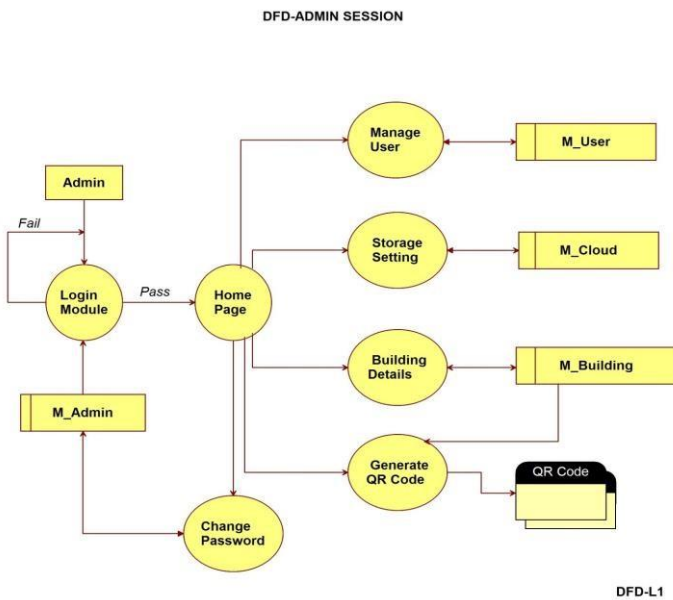 DFD-ADMIN SESSION
Manage
User
M_User
Admin
Fail
Storage
Setting
M_Cloud
Login
Module
Pass
Home
Page
Building
Details
M_Building
M_Admin
Generate
QR Code
QR Code
Change
Password
DFD-L1